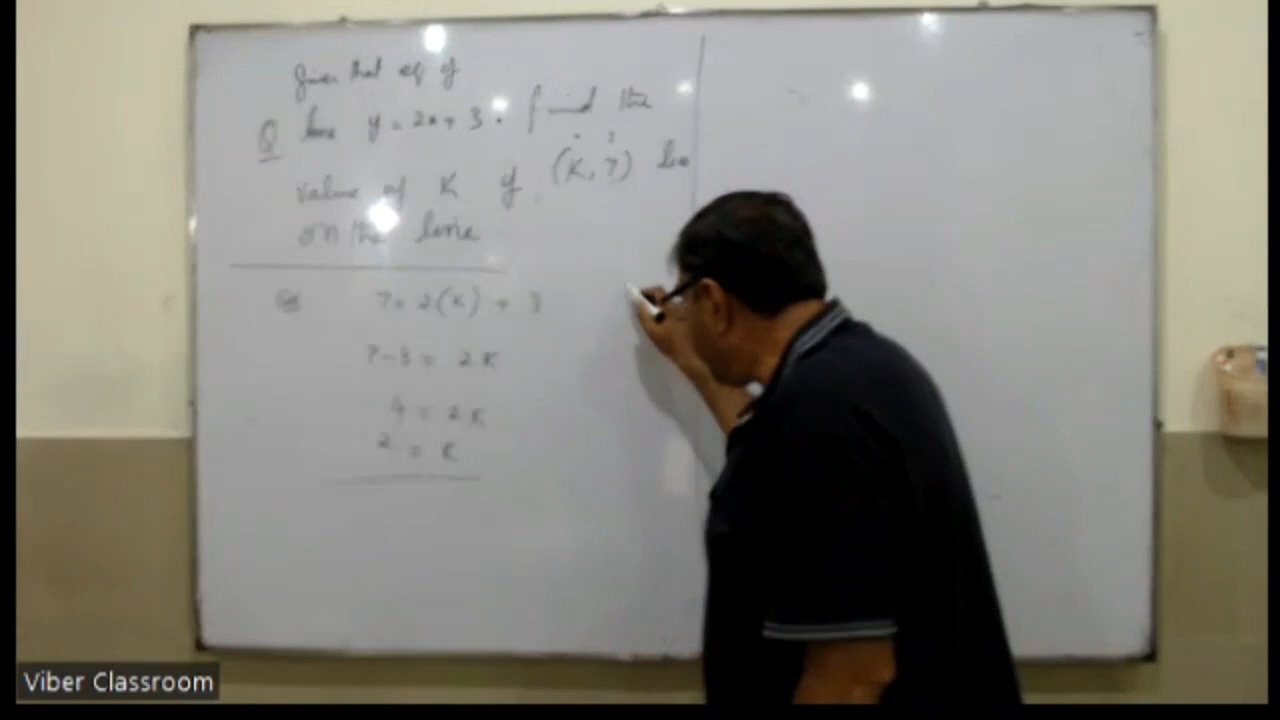 Given that eq of
Q line y = 2x + 3. find the
value of K if (K, 7) lie
on the line
7 = 2(K) + 3
7 - 3 = 2K
4 = 2K
2 = K
Viber Classroom